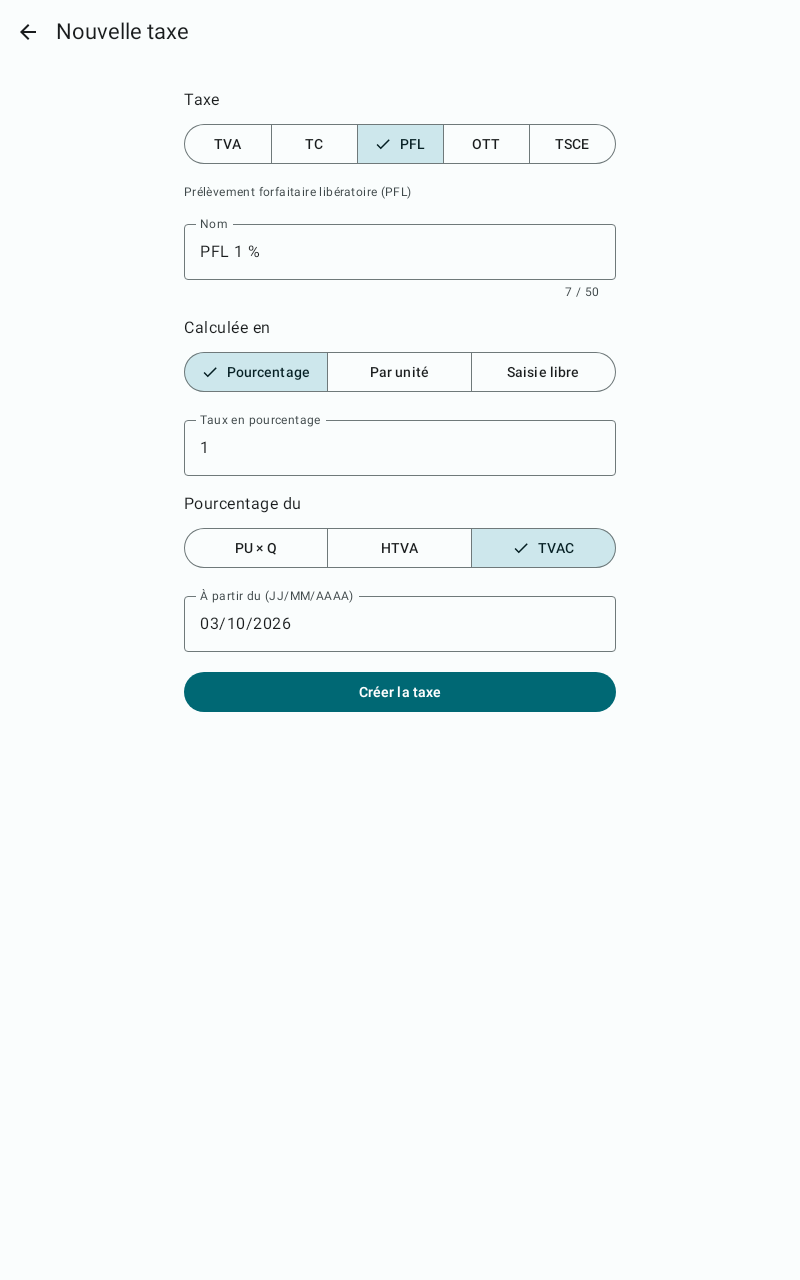 Nouvelle taxe
Taxe
TVA TC PFL OTT TSCE
Prélèvement forfaitaire libératoire (PFL)
Nom
PFL 1 %
7 / 50
Calculée en
Pourcentage Par unité Saisie libre
Taux en pourcentage
1
Pourcentage du
PU × Q HTVA TVAC
À partir du (JJ/MM/AAAA)
03/10/2026
Créer la taxe